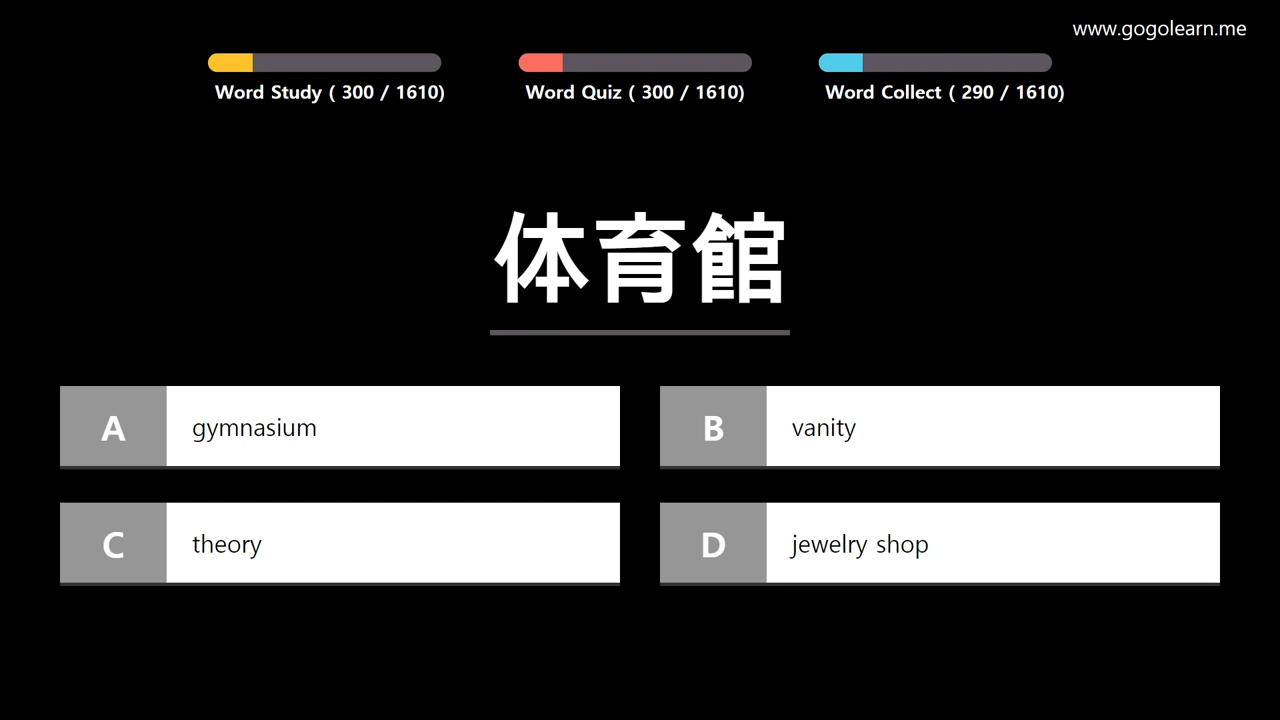 www.gogolearn.me
Word Study ( 300 / 1610)
Word Quiz ( 300 / 1610)
Word Collect ( 290 / 1610)
体育館
A gymnasium
B vanity
C theory
D jewelry shop